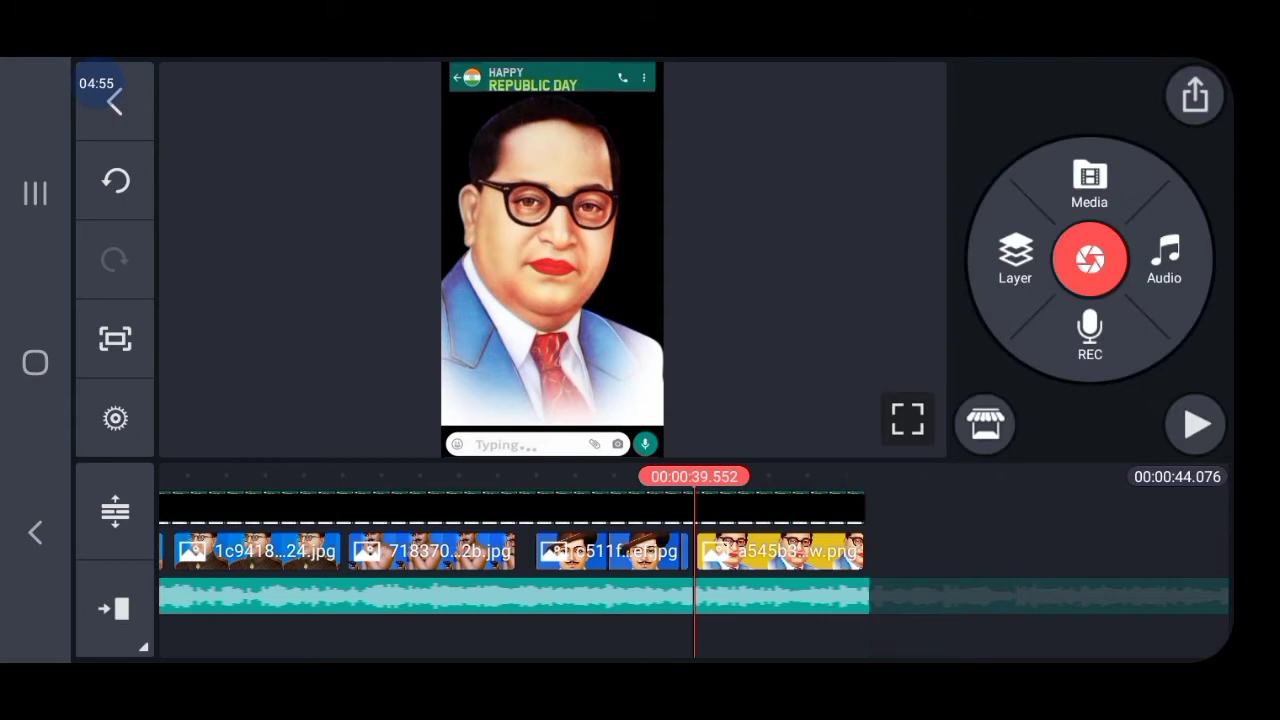 04:55
HAPPY
REPUBLIC DAY
Media
Layer
Audio
REC
Typing...
00:00:39.552
00:00:44.076
1c9418...24.jpg
718370...2b.jpg
c511f...ef.jpg
a545b3...w.png